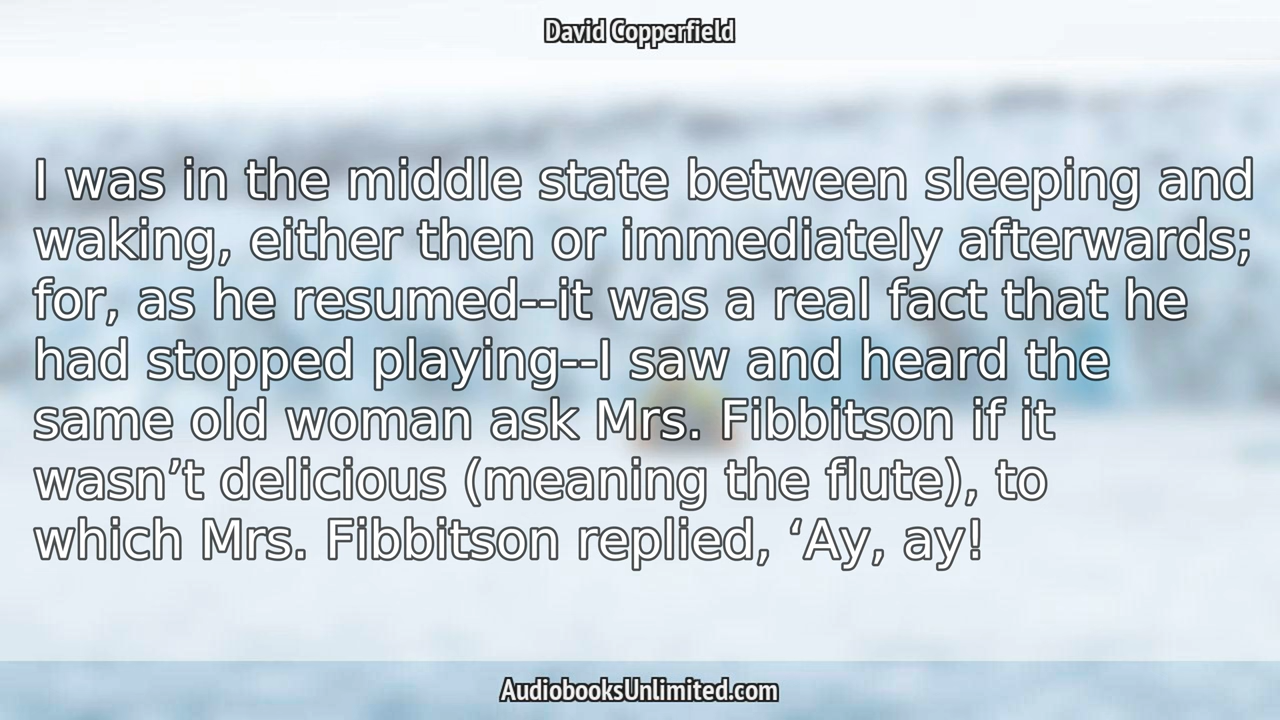 David Copperfield
I was in the middle state between sleeping and
waking, either then or immediately afterwards;
for, as he resumed--it was a real fact that he
had stopped playing--I saw and heard the
same old woman ask Mrs. Fibbitson if it
wasn’t delicious (meaning the flute), to
which Mrs. Fibbitson replied, ‘Ay, ay!
AudiobooksUnlimited.com